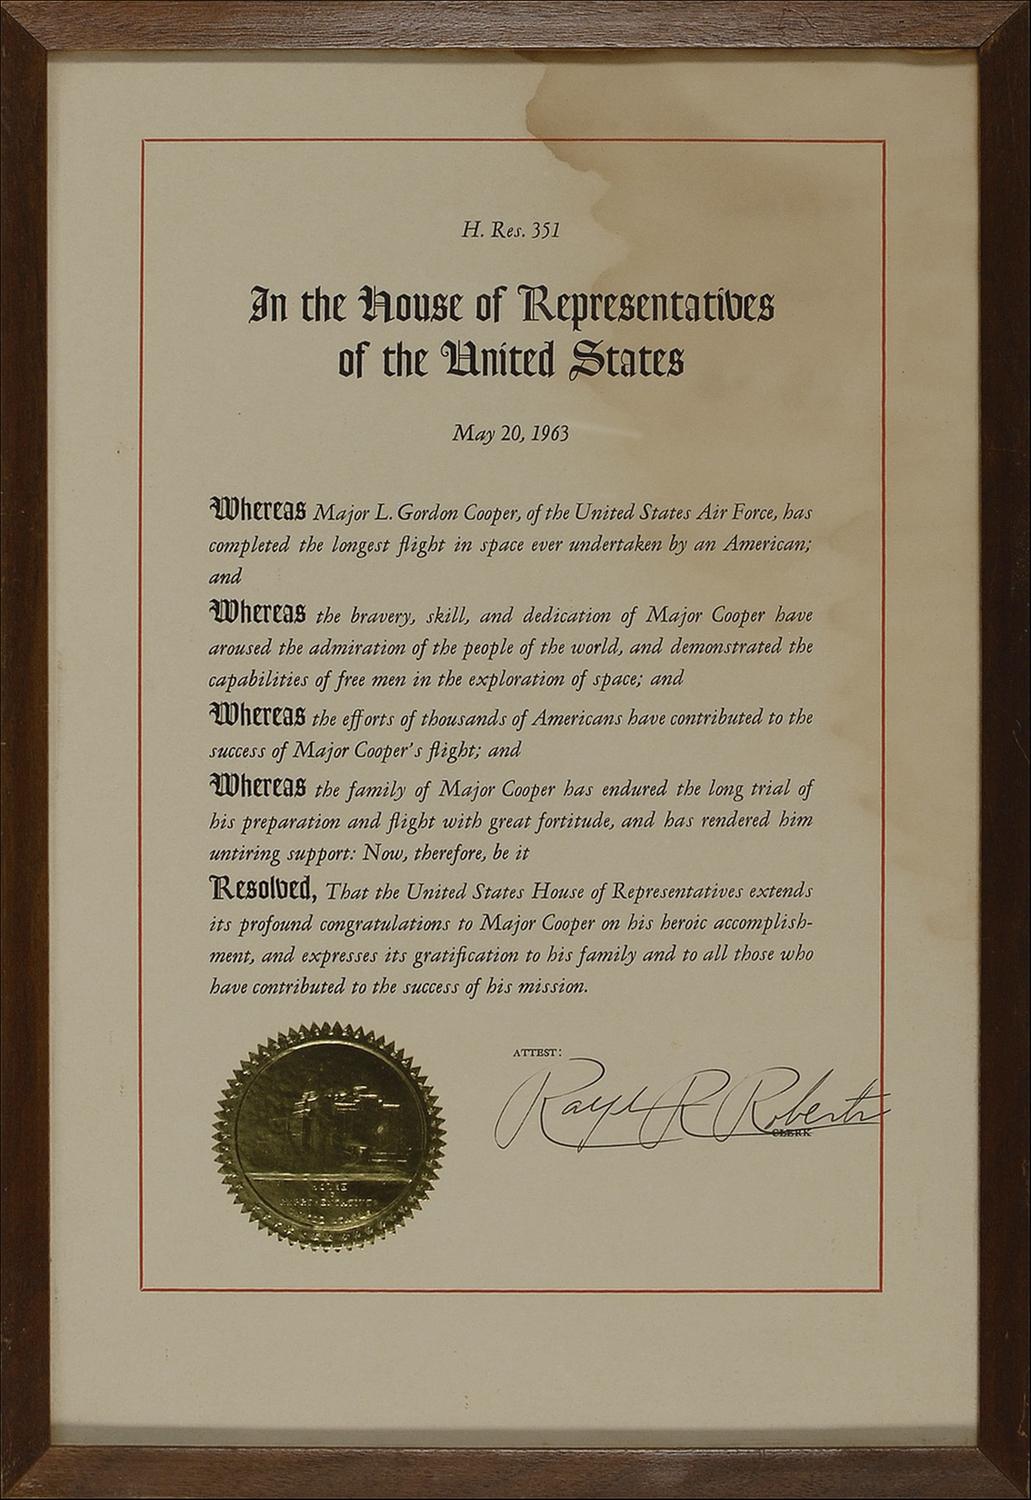 H. Res. 351
In the House of Representatives
of the United States
May 20, 1963
Whereas Major L. Gordon Cooper, of the United States Air Force, has
completed the longest flight in space ever undertaken by an American;
and
Whereas the bravery, skill, and dedication of Major Cooper have
aroused the admiration of the people of the world, and demonstrated the
capabilities of free men in the exploration of space; and
Whereas the efforts of thousands of Americans have contributed to the
success of Major Cooper's flight; and
Whereas the family of Major Cooper has endured the long trial of
his preparation and flight with great fortitude, and has rendered him
untiring support: Now, therefore, be it
Resolved, That the United States House of Representatives extends
its profound congratulations to Major Cooper on his heroic accomplish-
ment, and expresses its gratification to his family and to all those who
have contributed to the success of his mission.
ATTEST:
Ralph R Roberts
CLERK